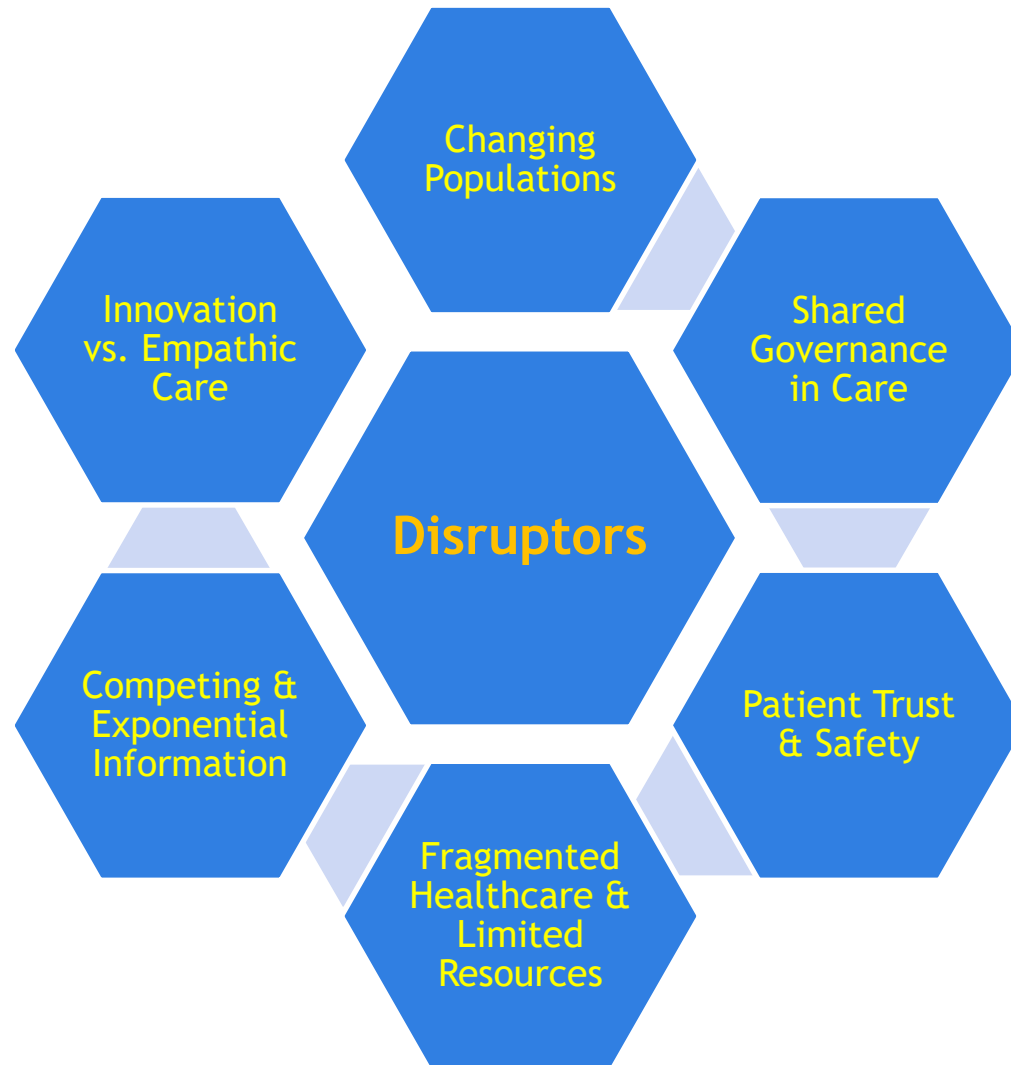 Changing
Populations
Shared
Governance
in Care
Patient Trust
& Safety
Fragmented
Healthcare &
Limited
Resources
Competing &
Exponential
Information
Innovation
vs. Empathic
Care
Disruptors